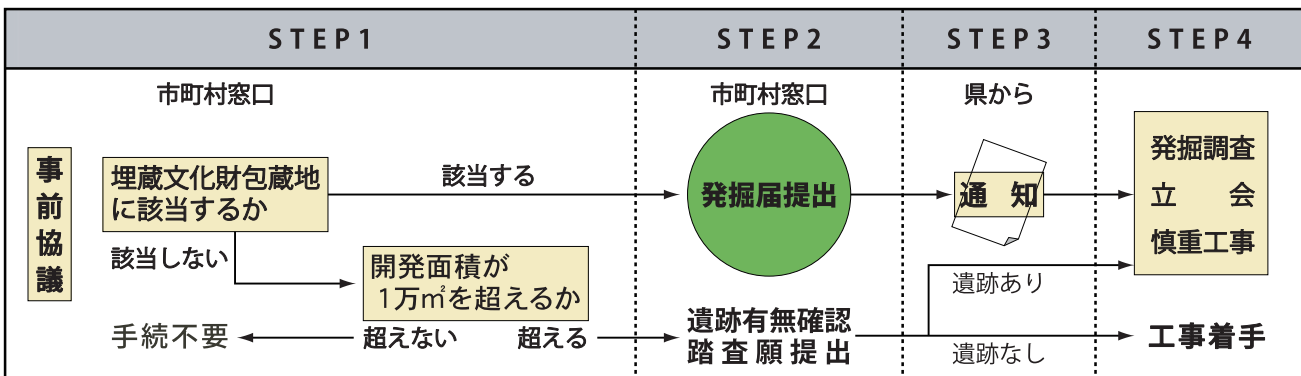 STEP1
STEP2
STEP3
STEP4
市町村窓口
市町村窓口
県から
事前協議
埋蔵文化財包蔵地
に該当するか
該当する
発掘届提出
通知
発掘調査
立会
慎重工事
該当しない
開発面積が
1万㎡を超えるか
遺跡あり
手続不要
超えない
超える
遺跡有無確認
踏査願提出
遺跡なし
工事着手